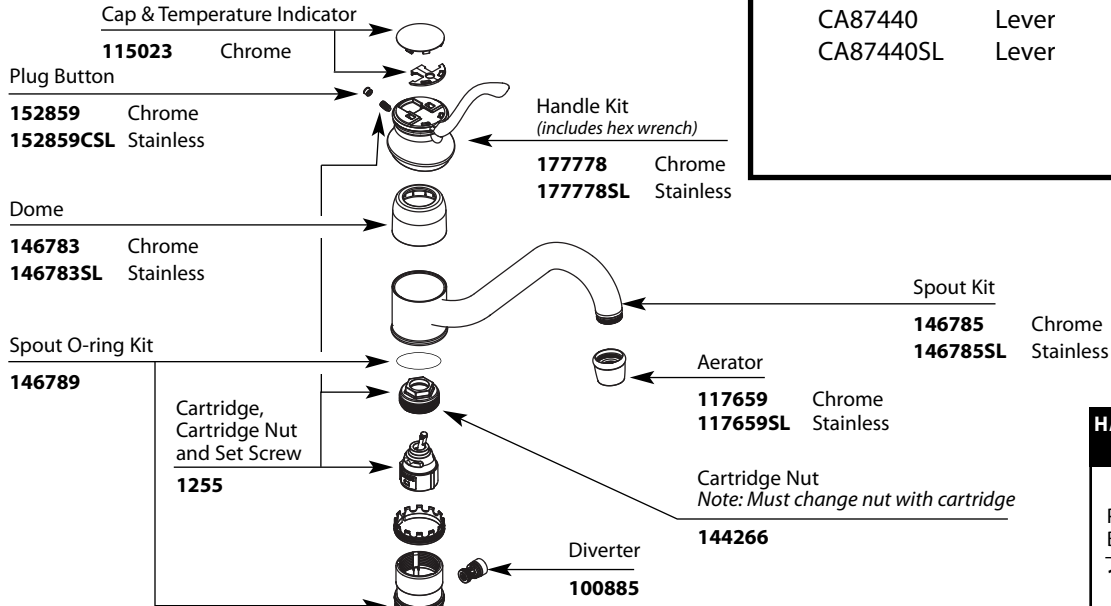 Cap & Temperature Indicator
115023 Chrome
Plug Button
152859 Chrome
152859CSL Stainless
Dome
146783 Chrome
146783SL Stainless
Spout O-ring Kit
146789
Cartridge,
Cartridge Nut
and Set Screw
1255
Handle Kit
(includes hex wrench)
177778 Chrome
177778SL Stainless
CA87440 Lever
CA87440SL Lever
Spout Kit
146785 Chrome
146785SL Stainless
Aerator
117659 Chrome
117659SL Stainless
Cartridge Nut
Note: Must change nut with cartridge
144266
Diverter
100885